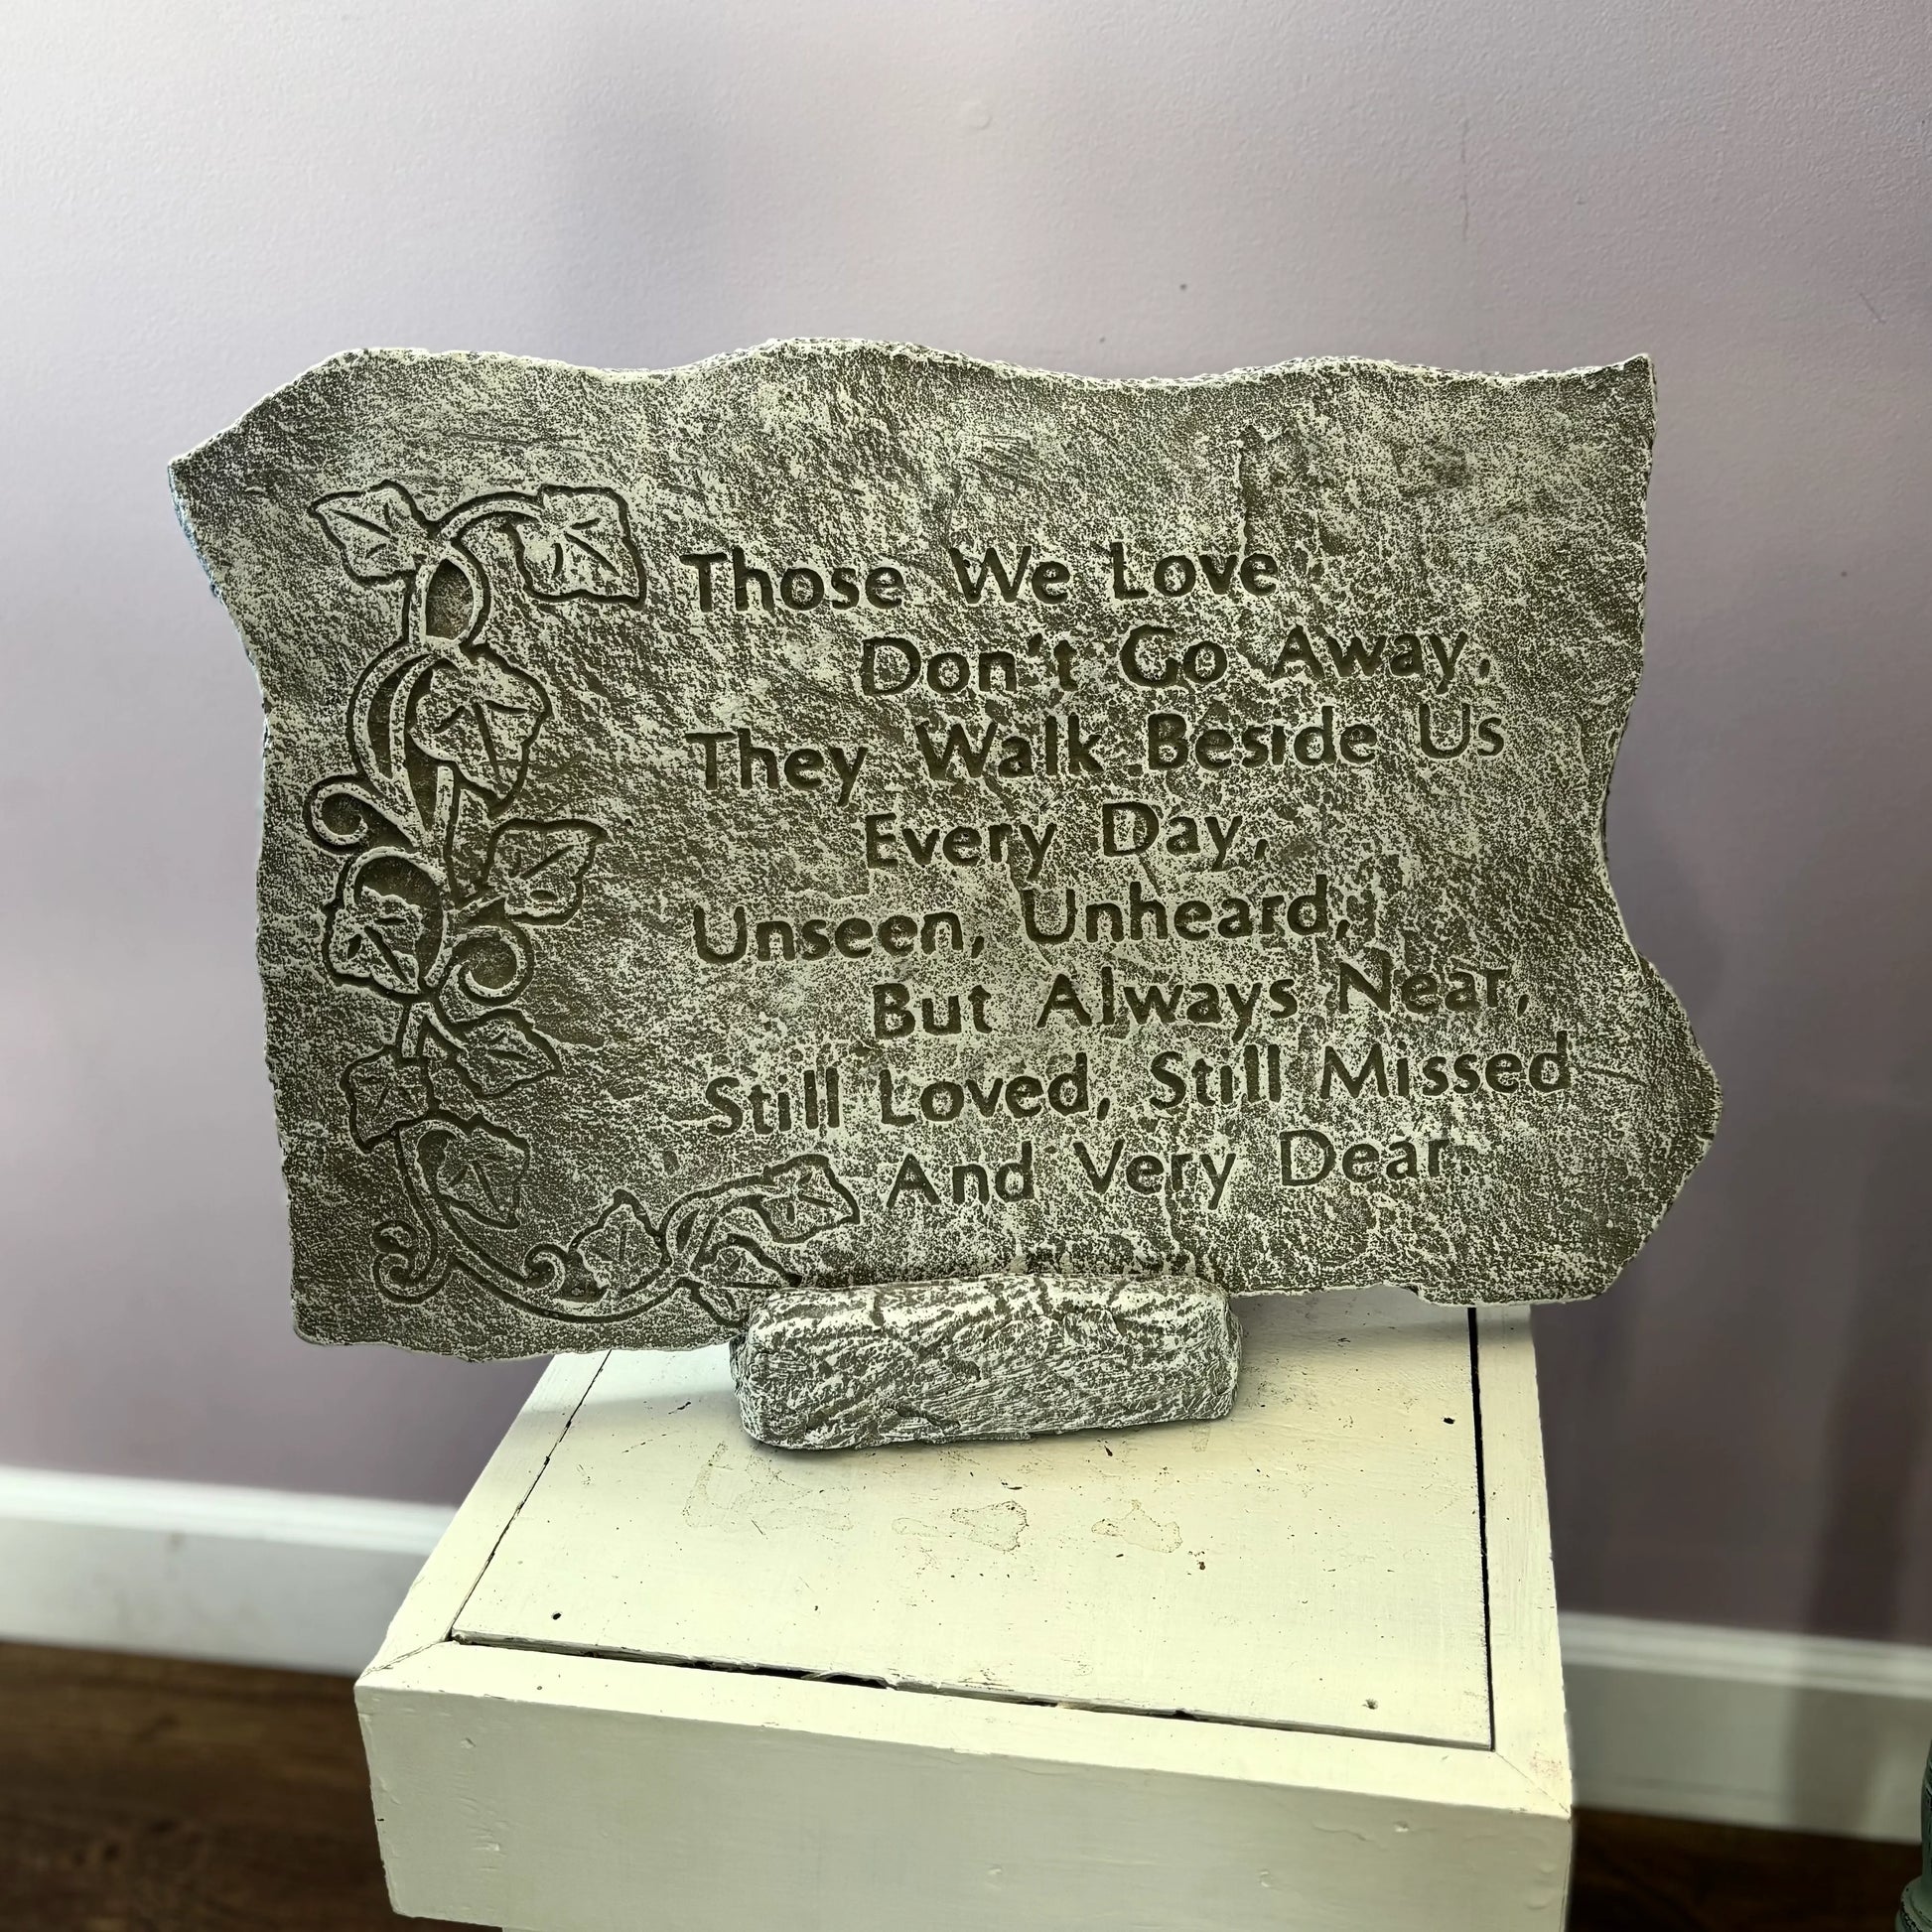 Those We Love
Don't Go Away,
They Walk Beside Us
Every Day,
Unseen, Unheard,
But Always Near,
Still Loved, Still Missed
And Very Dear.